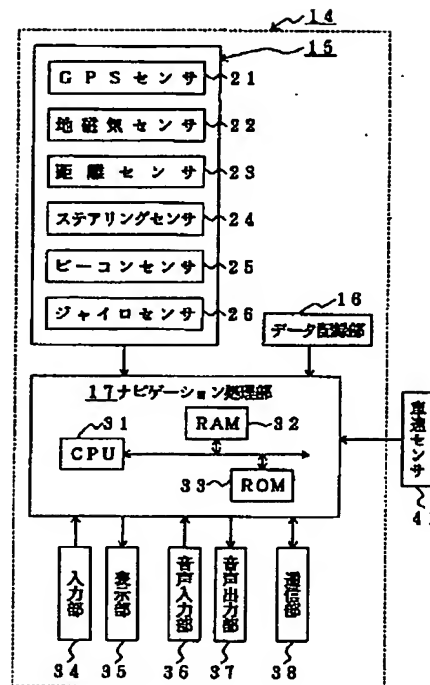 14
15
GPSセンサ 21
地磁気センサ 22
距離センサ 23
ステアリングセンサ 24
ビーコンセンサ 25
ジャイロセンサ 26
16
データ記録部
17 ナビゲーション処理部
31
CPU
RAM 32
33
ROM
車速センサ
入力部
表示部
音声入力部
音声出力部
通信部
34
35
36
37
38